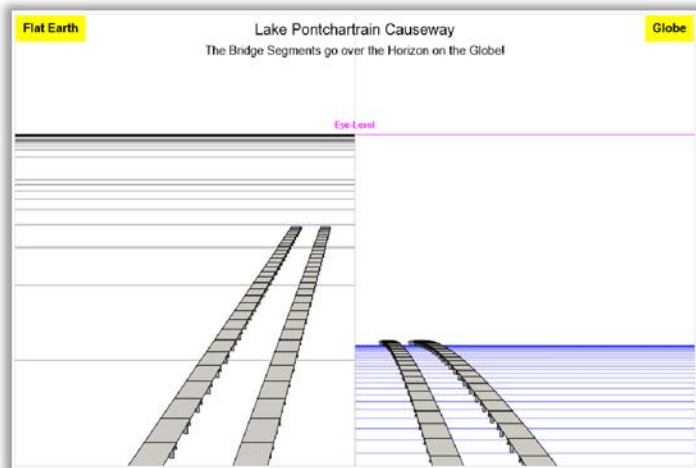 Flat Earth
Lake Pontchartrain Causeway
Globe
The Bridge Segments go over the Horizon on the Globe!
Eye-Level